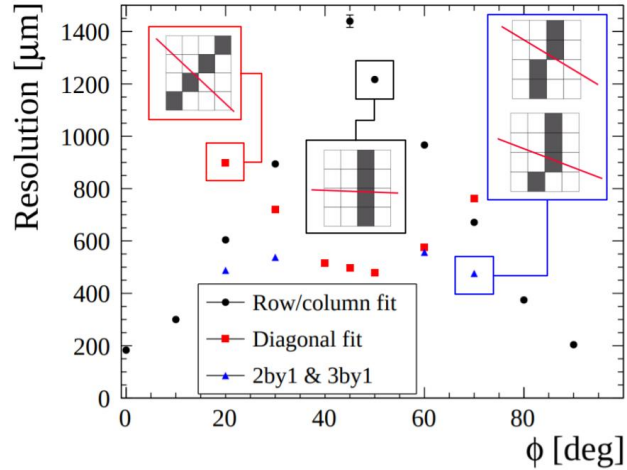 Resolution [μm]
1400
1200
1000
800
600
400
200
0
Row/column fit
Diagonal fit
2by1 & 3by1
0 20 40 60 80
ϕ [deg]